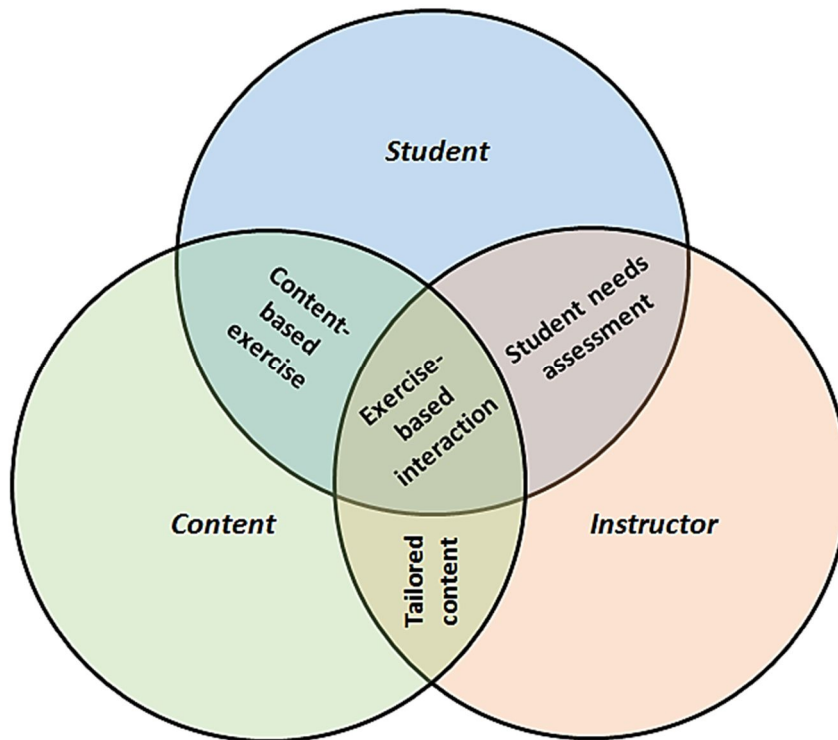 Student
Content-
based
exercise
Student needs
assessment
Exercise-
based
interaction
Content
Instructor
Tailored
content